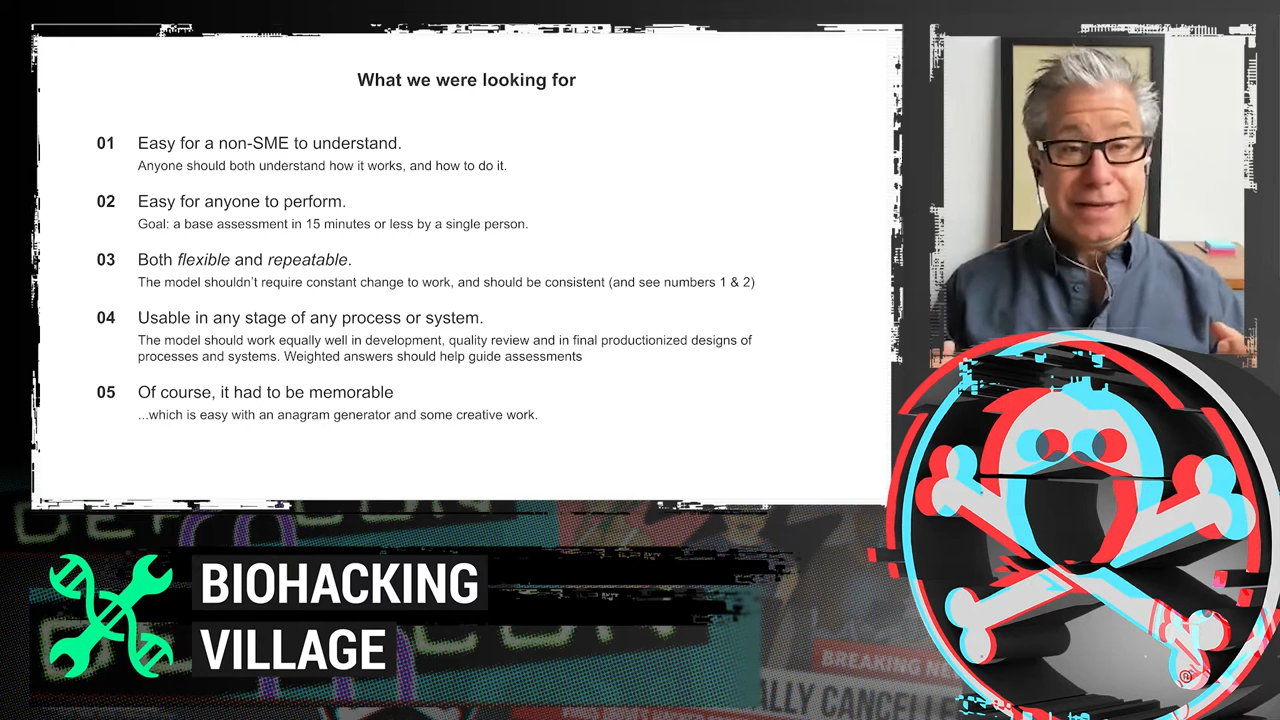 What we were looking for
01 Easy for a non-SME to understand.
Anyone should both understand how it works, and how to do it.
02 Easy for anyone to perform.
Goal: a base assessment in 15 minutes or less by a single person.
03 Both flexible and repeatable.
The model shouldn't require constant change to work, and should be consistent (and see numbers 1 & 2)
04 Usable in any stage of any process or system.
The model should work equally well in development, quality review and in final productionized designs of
processes and systems. Weighted answers should help guide assessments
05 Of course, it had to be memorable
...which is easy with an anagram generator and some creative work.
BIOHACKING
VILLAGE
BREAKING NE
ALLY CANCELLE